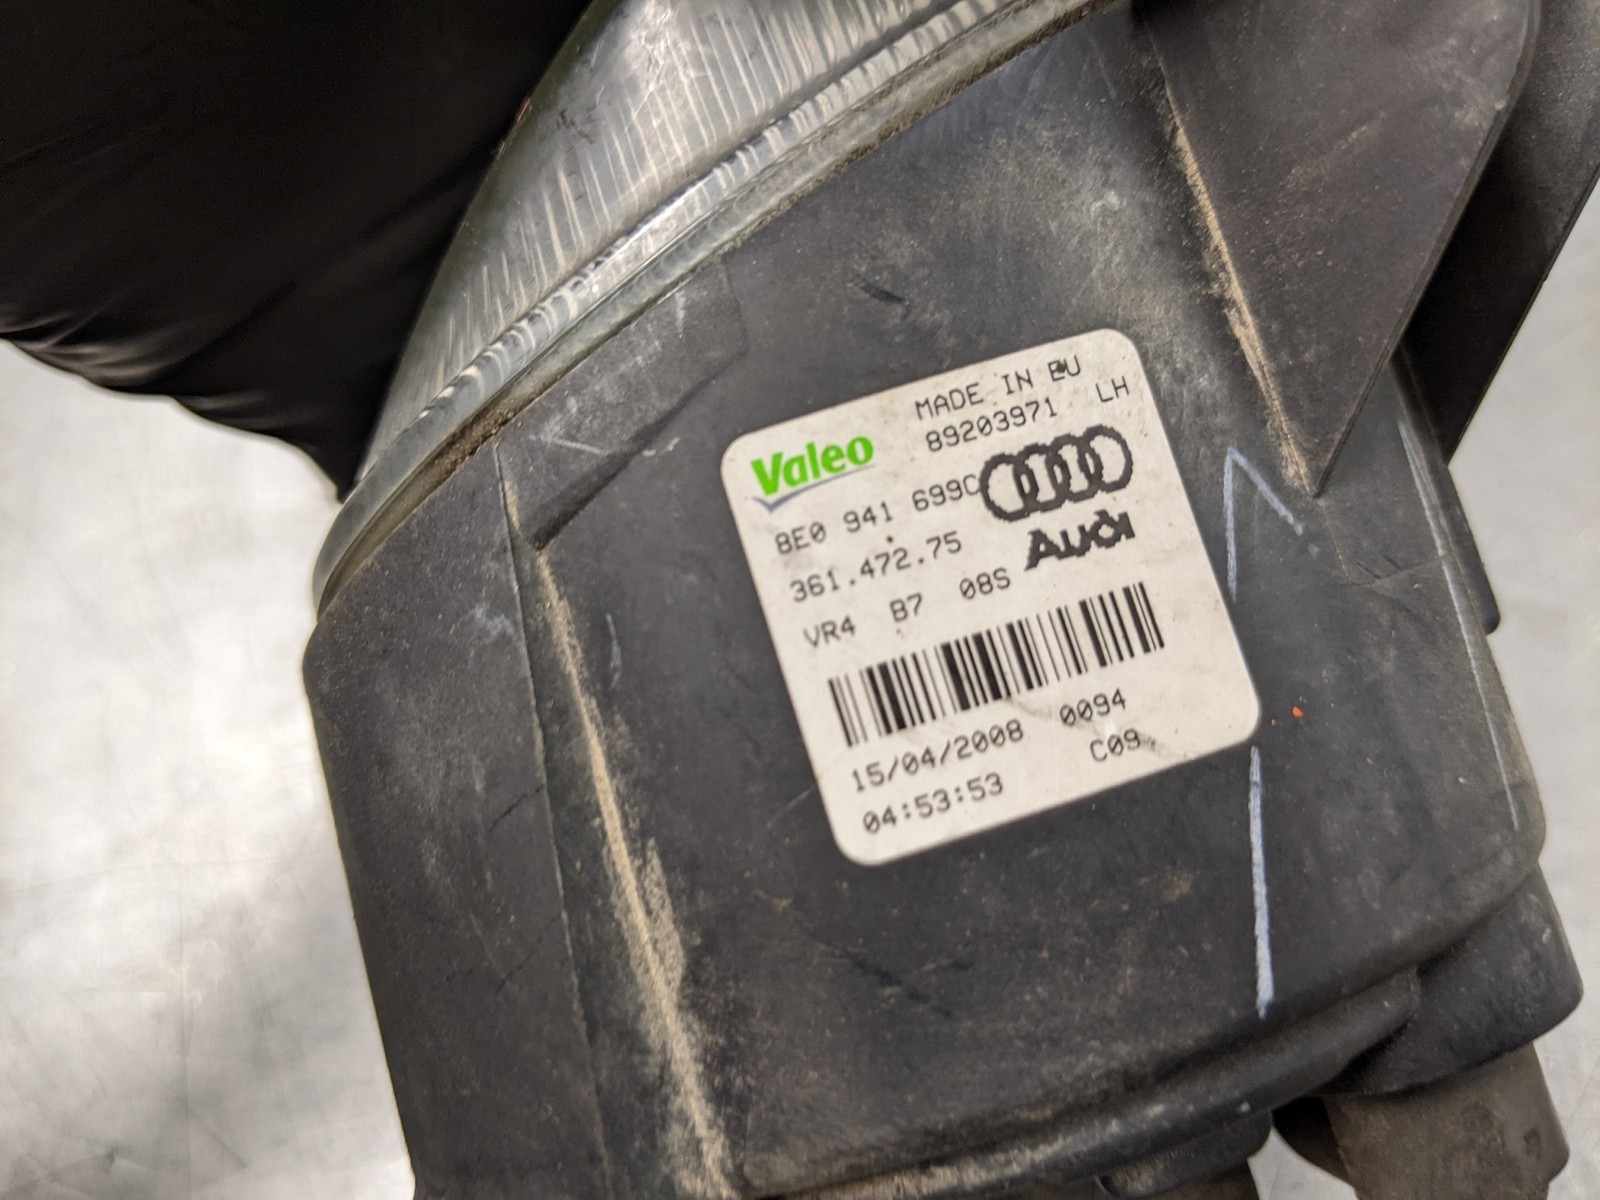 MADE IN EU
Valeo 89203971 LH
8E0 941 699C
361.472.75 Audi
VR4 B7 08S
15/04/2008 0094
04:53:53 C09